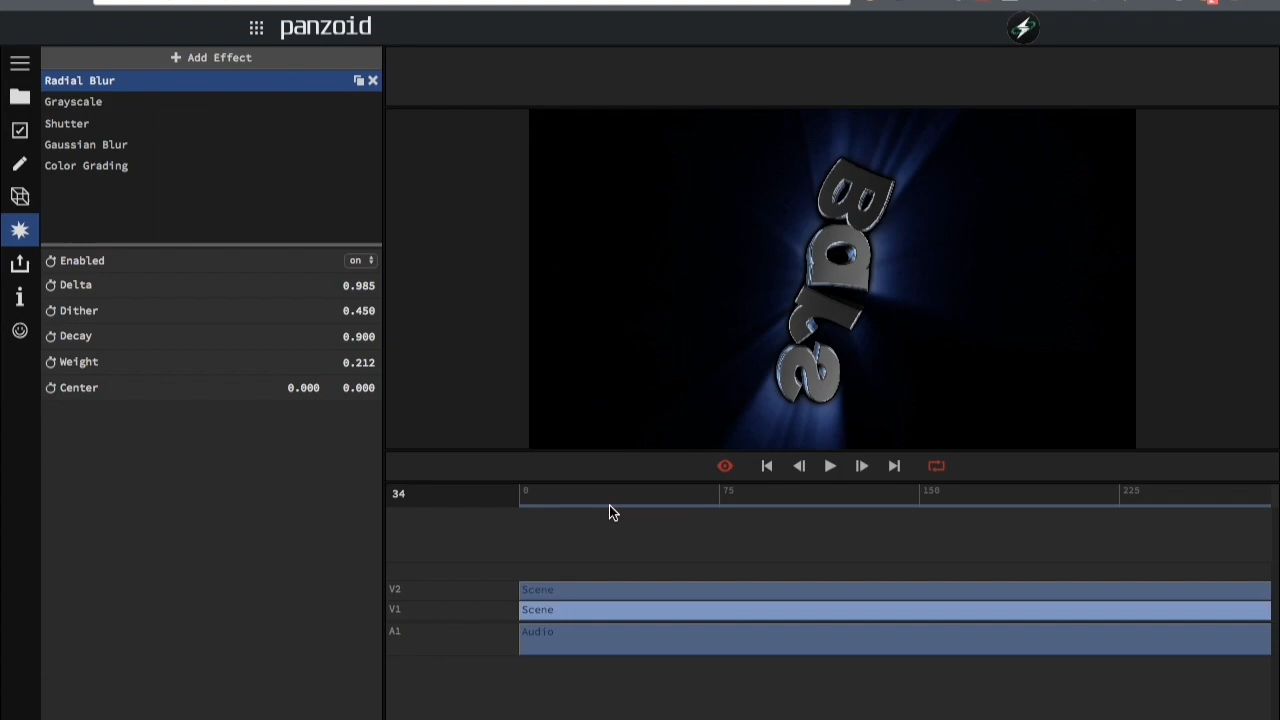 panzoid
+ Add Effect
Radial Blur
Grayscale
Shutter
Gaussian Blur
Color Grading
Enabled on
Delta 0.985
Dither 0.450
Decay 0.900
Weight 0.212
Center 0.000 0.000
34 0 75 150 225
V2 Scene
V1 Scene
A1 Audio